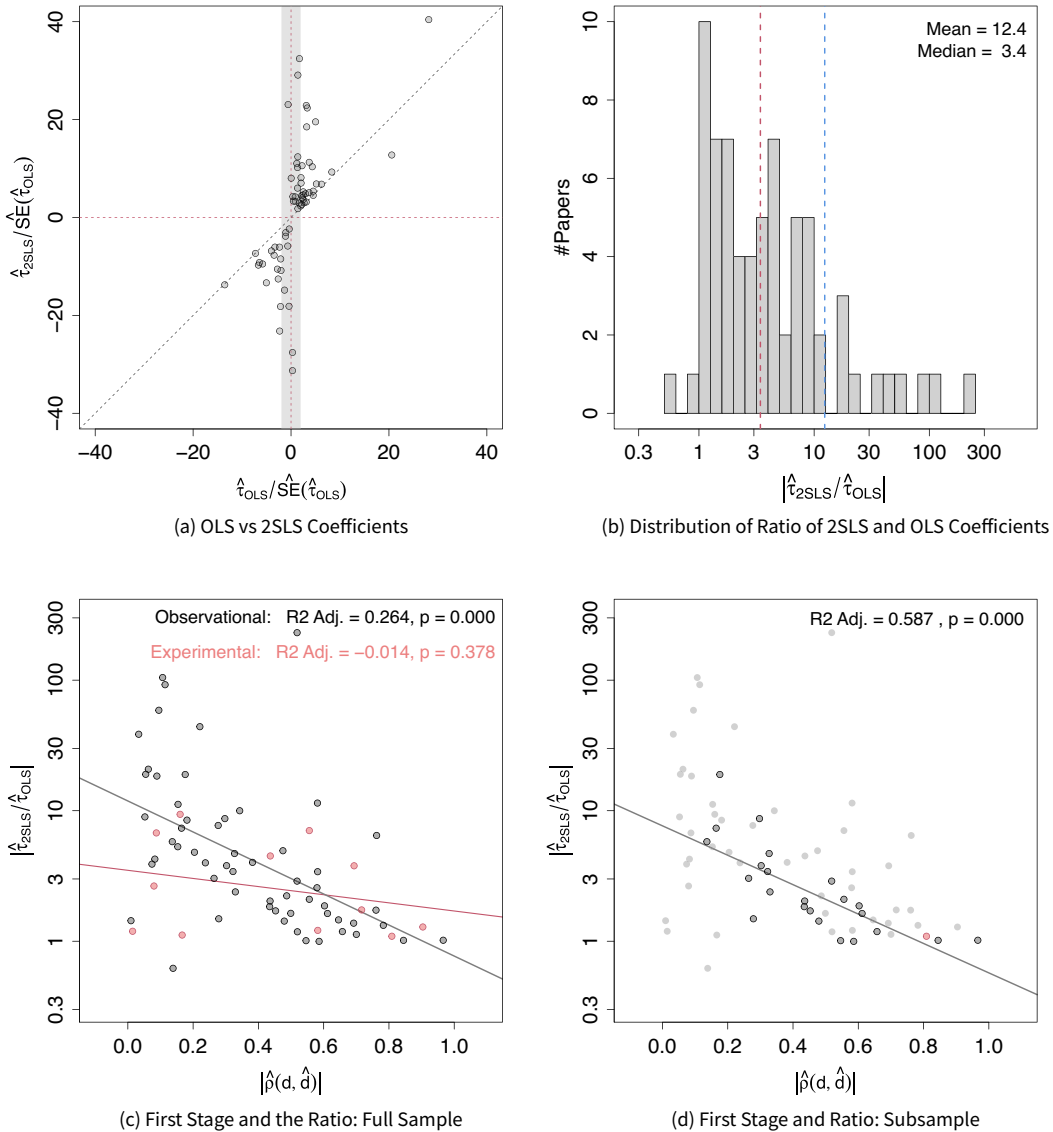 40
20
0
−20
−40
τ̂2SLS/SÊ(τ̂OLS)
−40 −20 0 20 40
τ̂OLS/SÊ(τ̂OLS)
(a) OLS vs 2SLS Coefficients
Mean = 12.4
Median = 3.4
10
8
6
4
2
0
#Papers
0.3 1 3 10 30 100 300
|τ̂2SLS/τ̂OLS|
(b) Distribution of Ratio of 2SLS and OLS Coefficients
Observational: R2 Adj. = 0.264, p = 0.000
Experimental: R2 Adj. = −0.014, p = 0.378
300
100
30
10
3
1
0.3
|τ̂2SLS/τ̂OLS|
0.0 0.2 0.4 0.6 0.8 1.0
|ρ̂(d, d̂)|
(c) First Stage and the Ratio: Full Sample
R2 Adj. = 0.587 , p = 0.000
300
100
30
10
3
1
0.3
|τ̂2SLS/τ̂OLS|
0.0 0.2 0.4 0.6 0.8 1.0
|ρ̂(d, d̂)|
(d) First Stage and Ratio: Subsample